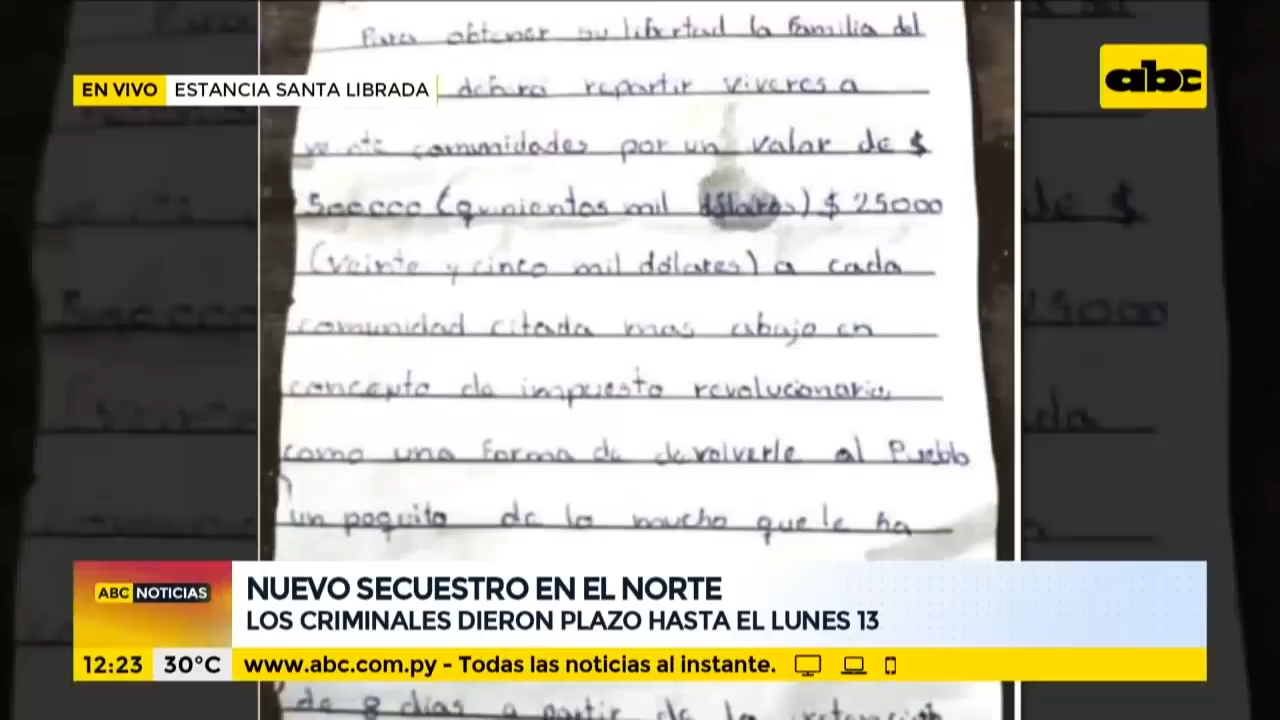 Para obtener su libertad la familia del
EN VIVO ESTANCIA SANTA LIBRADA
abc
repartir viveres a
comunidades por un valor de $
500000 (quinientos mil dólares) $ 25000
(veinte y cinco mil dólares) a cada
comunidad citada mas abajo en
concepto de impuesto revolucionario
como una forma de devolverle al Pueblo
un poquito de lo mucho que le ha
ABC NOTICIAS
NUEVO SECUESTRO EN EL NORTE
LOS CRIMINALES DIERON PLAZO HASTA EL LUNES 13
12:23 30°C www.abc.com.py - Todas las noticias al instante.
de 8 dias a partir de la